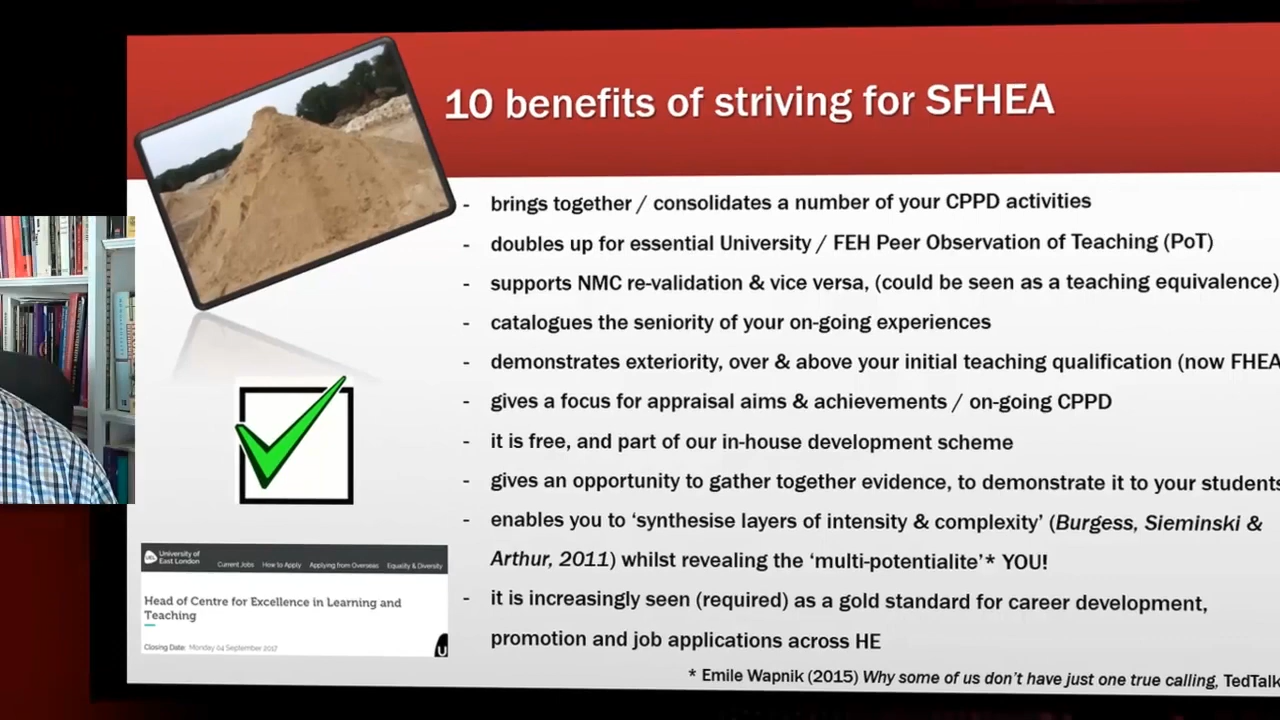 10 benefits of striving for SFHEA
- brings together / consolidates a number of your CPPD activities
- doubles up for essential University / FEH Peer Observation of Teaching (PoT)
- supports NMC re-validation & vice versa, (could be seen as a teaching equivalence)
- catalogues the seniority of your on-going experiences
- demonstrates exteriority, over & above your initial teaching qualification (now FHEA
- gives a focus for appraisal aims & achievements / on-going CPPD
- it is free, and part of our in-house development scheme
- gives an opportunity to gather together evidence, to demonstrate it to your students
- enables you to ‘synthesise layers of intensity & complexity’ (Burgess, Sieminski &
Arthur, 2011) whilst revealing the ‘multi-potentialite’* YOU!
- it is increasingly seen (required) as a gold standard for career development,
promotion and job applications across HE
* Emile Wapnik (2015) Why some of us don’t have just one true calling, TedTalk
University of
East London
Current Jobs How to Apply Applying from Overseas Equality & Diversity
Head of Centre for Excellence in Learning and
Teaching
Closing Date: Monday 04 September 2017